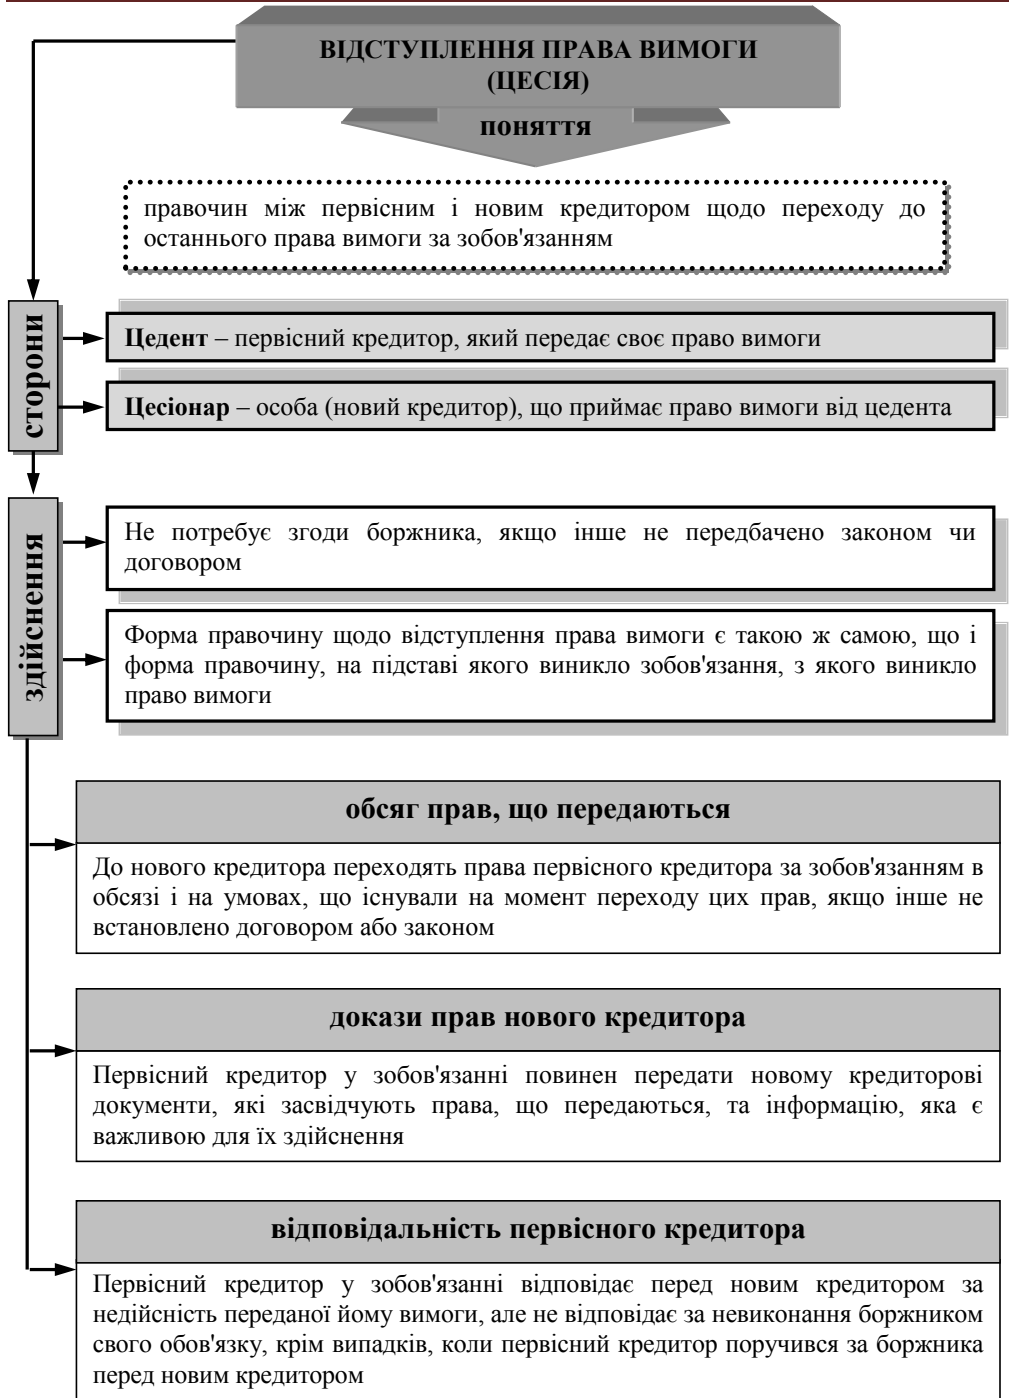 ВІДСТУПЛЕННЯ ПРАВА ВИМОГИ
(ЦЕСІЯ)
поняття
правочин між первісним і новим кредитором щодо переходу до
останнього права вимоги за зобов'язанням
сторони
Цедент – первісний кредитор, який передає своє право вимоги
Цесіонар – особа (новий кредитор), що приймає право вимоги від цедента
здійснення
Не потребує згоди боржника, якщо інше не передбачено законом чи
договором
Форма правочину щодо відступлення права вимоги є такою ж самою, що і
форма правочину, на підставі якого виникло зобов'язання, з якого виникло
право вимоги
обсяг прав, що передаються
До нового кредитора переходять права первісного кредитора за зобов'язанням в
обсязі і на умовах, що існували на момент переходу цих прав, якщо інше не
встановлено договором або законом
докази прав нового кредитора
Первісний кредитор у зобов'язанні повинен передати новому кредиторові
документи, які засвідчують права, що передаються, та інформацію, яка є
важливою для їх здійснення
відповідальність первісного кредитора
Первісний кредитор у зобов'язанні відповідає перед новим кредитором за
недійсність переданої йому вимоги, але не відповідає за невиконання боржником
свого обов'язку, крім випадків, коли первісний кредитор поручився за боржника
перед новим кредитором